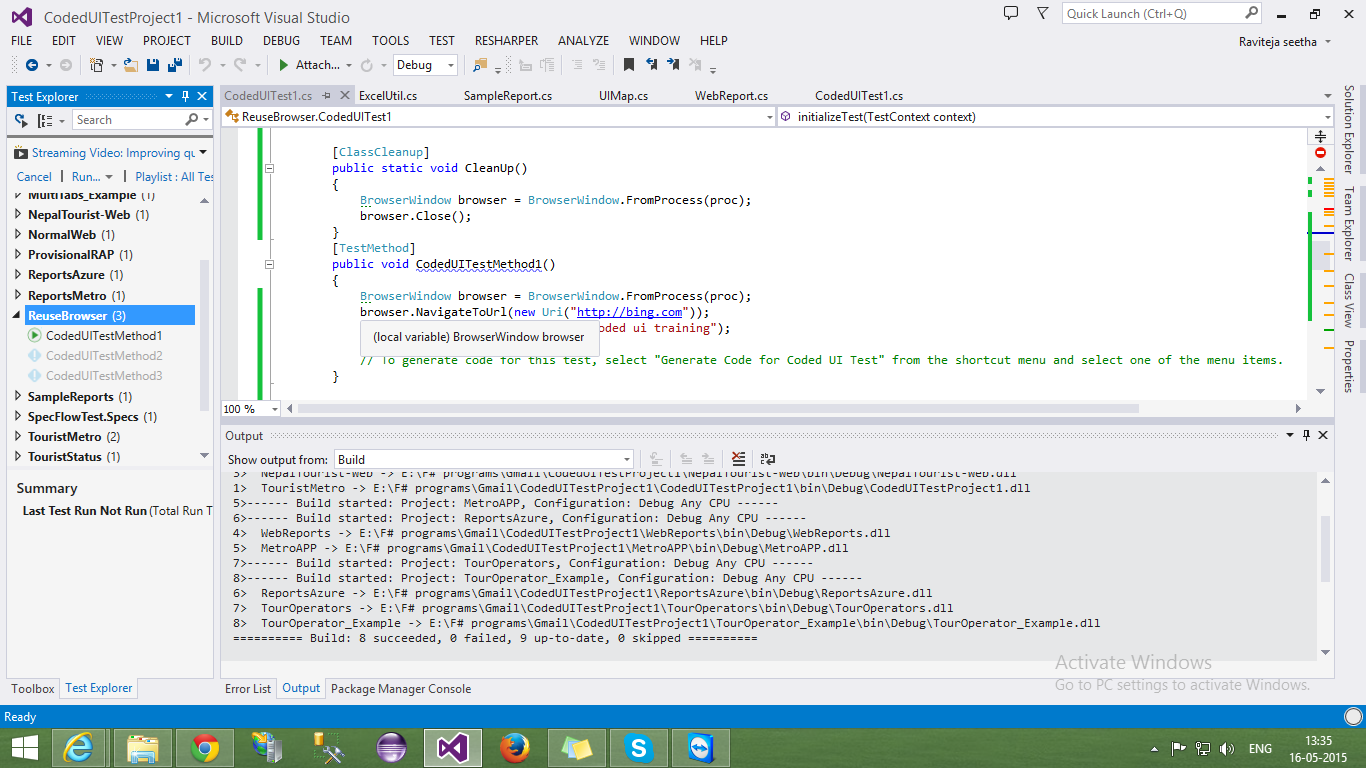 CodedUITestProject1 - Microsoft Visual Studio
Quick Launch (Ctrl+Q)
FILE EDIT VIEW PROJECT BUILD DEBUG TEAM TOOLS TEST RESHARPER ANALYZE WINDOW HELP
Raviteja seetha
Attach... Debug
Test Explorer
CodedUITest1.cs ExcelUtil.cs SampleReport.cs UIMap.cs WebReport.cs CodedUITest1.cs
Search
ReuseBrowser.CodedUITest1 initializeTest(TestContext context)
Streaming Video: Improving qu
Cancel | Run... | Playlist : All Tes
MultiTabs_Example (1)
NepalTourist-Web (1)
NormalWeb (1)
ProvisionalRAP (1)
ReportsAzure (1)
ReportsMetro (1)
ReuseBrowser (3)
CodedUITestMethod1
CodedUITestMethod2
CodedUITestMethod3
SampleReports (1)
SpecFlowTest.Specs (1)
TouristMetro (2)
TouristStatus (1)
Summary
Last Test Run Not Run (Total Run T
[ClassCleanup]
public static void CleanUp()
{
BrowserWindow browser = BrowserWindow.FromProcess(proc);
browser.Close();
}
[TestMethod]
public void CodedUITestMethod1()
{
BrowserWindow browser = BrowserWindow.FromProcess(proc);
browser.NavigateToUrl(new Uri("http://bing.com"));
oded ui training");
(local variable) BrowserWindow browser
// To generate code for this test, select "Generate Code for Coded UI Test" from the shortcut menu and select one of the menu items.
}
100 %
Solution Explorer
Team Explorer
Class View
Properties
Output
Show output from: Build
5> NepalTourist-Web -> E:\F# programs\Gmail\CodedUITestProject1\NepalTourist-Web\bin\Debug\NepalTourist-Web.dll
1> TouristMetro -> E:\F# programs\Gmail\CodedUITestProject1\CodedUITestProject1\bin\Debug\CodedUITestProject1.dll
5>------ Build started: Project: MetroAPP, Configuration: Debug Any CPU ------
6>------ Build started: Project: ReportsAzure, Configuration: Debug Any CPU ------
4> WebReports -> E:\F# programs\Gmail\CodedUITestProject1\WebReports\bin\Debug\WebReports.dll
5> MetroAPP -> E:\F# programs\Gmail\CodedUITestProject1\MetroAPP\bin\Debug\MetroAPP.dll
7>------ Build started: Project: TourOperators, Configuration: Debug Any CPU ------
8>------ Build started: Project: TourOperator_Example, Configuration: Debug Any CPU ------
6> ReportsAzure -> E:\F# programs\Gmail\CodedUITestProject1\ReportsAzure\bin\Debug\ReportsAzure.dll
7> TourOperators -> E:\F# programs\Gmail\CodedUITestProject1\TourOperators\bin\Debug\TourOperators.dll
8> TourOperator_Example -> E:\F# programs\Gmail\CodedUITestProject1\TourOperator_Example\bin\Debug\TourOperator_Example.dll
========== Build: 8 succeeded, 0 failed, 9 up-to-date, 0 skipped ==========
Activate Windows
Go to PC settings to activate Windows.
Toolbox Test Explorer Error List Output Package Manager Console
Ready
ENG
13:35
16-05-2015